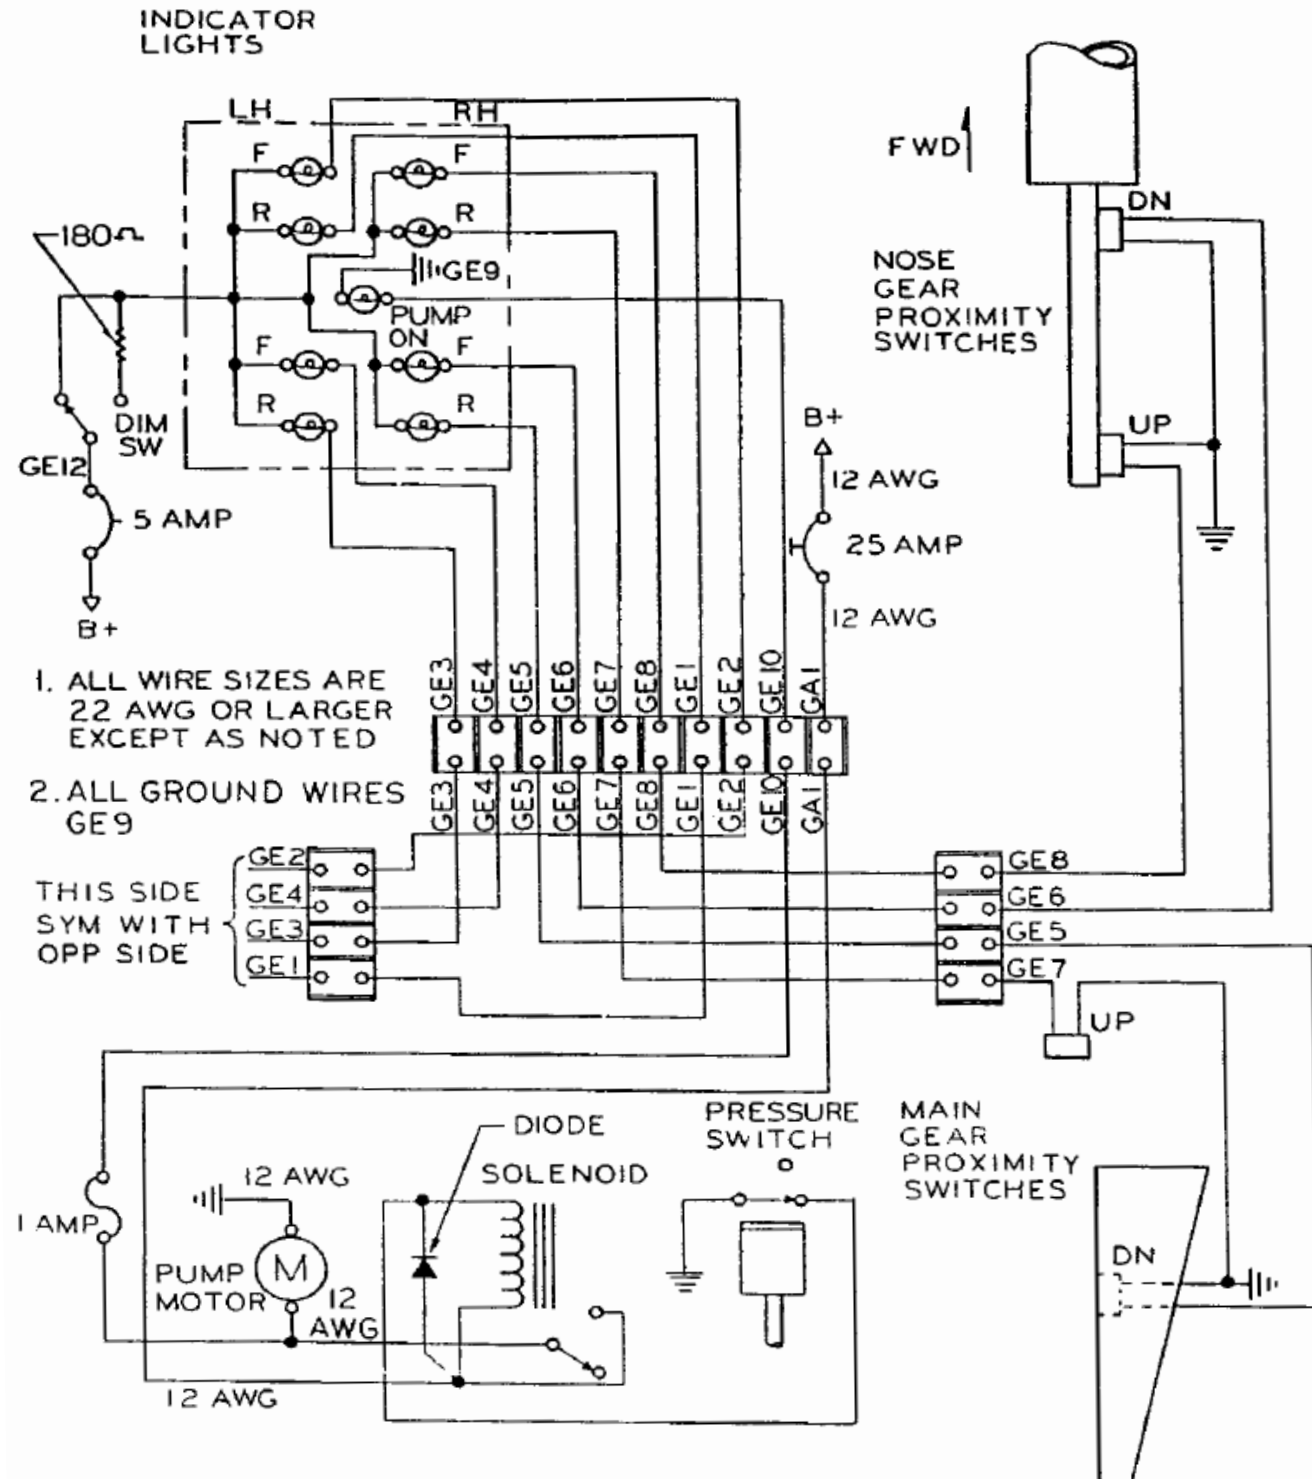 INDICATOR
LIGHTS
LH
RH
F
F
R
R
180Ω
GE9
PUMP
ON
F
F
R
R
DIM
SW
GE12
5 AMP
B+
FWD
DN
NOSE
GEAR
PROXIMITY
SWITCHES
UP
B+
12 AWG
25 AMP
12 AWG
1. ALL WIRE SIZES ARE
22 AWG OR LARGER
EXCEPT AS NOTED
2. ALL GROUND WIRES
GE9
GE3
GE4
GE5
GE6
GE7
GE8
GE1
GE2
GE10
GA1
GE3
GE4
GE5
GE6
GE7
GE8
GE1
GE2
GE10
GA1
THIS SIDE
SYM WITH
OPP SIDE
GE2
GE4
GE3
GE1
GE8
GE6
GE5
GE7
UP
MAIN
GEAR
PROXIMITY
SWITCHES
DN
PRESSURE
SWITCH
DIODE
SOLENOID
12 AWG
1 AMP
PUMP
MOTOR
M
12
AWG
12 AWG